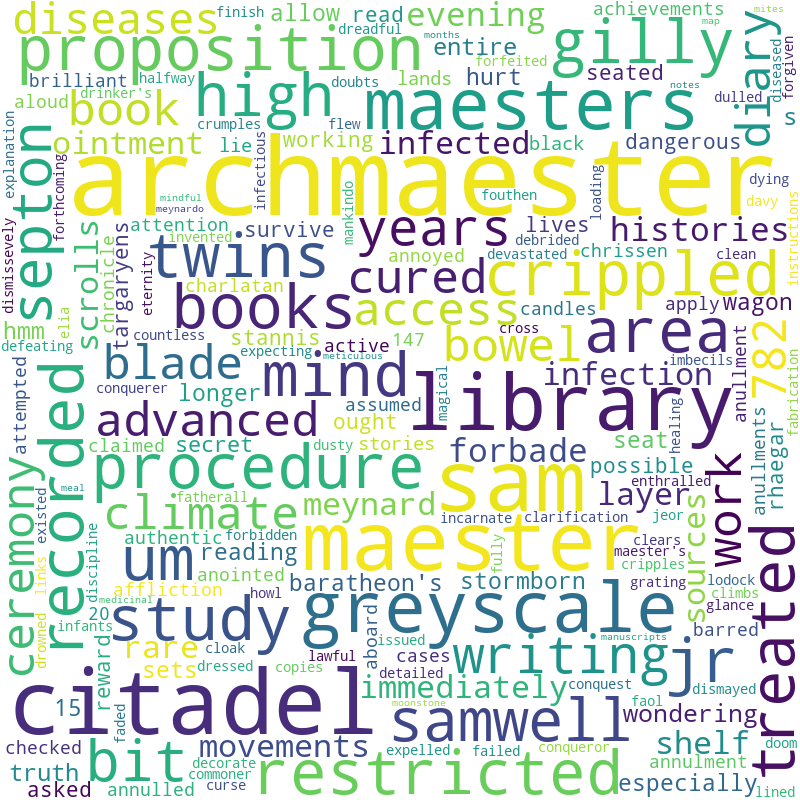 diseases finish allow read evening achievements map mites
proposition dreadful months entire forfeited gilly diary
brilliant halfway doubts lands hurt seated diseased forgiven
book drinker's high maesters
aloud crumples flew working infected black dangerous dulled s
ointment lie
archmaester
explanation septon forthcoming mindful meynardo infectious fouthen loading dying
dismissevely attention survive mankindo lives debrided davy
scrolls chronicle invented annoyed years devastated chrissen histories clean instructions
twins cured crippled
targaryens eternity charlatan candles apply wagon
hmm elia books access area
defeating countless stannis active 147 bowel cross imbecils
recorded blade expecting meticulous mind magical library infection anullment 782
attempted conquerer longer assumed fabrication
advanced ought forbade seat healing
claimed secret stories dusty possible anullments rhaegar
meal procedure sam enthralled
existed fatherall layer work
climate meynard incarnate clarification jeor sources treated
authentic forbidden maester fully clears maester's
ceremony um reading discipline cripples grating
links affliction anointed baratheon's stormborn lodock
drowned medicinal greyscale climbs
infants study howl glance
20 rare cloak aboard issued manuscripts barred
reward sets dressed copies lawful cases writing jr
citadel detailed immediately conquest faol dismayed
15 moonstone samwell wondering
faded movements
checked bit decorate expelled failed conqueror shelf doom
truth commoner restricted annulment
asked annulled curse especially lined